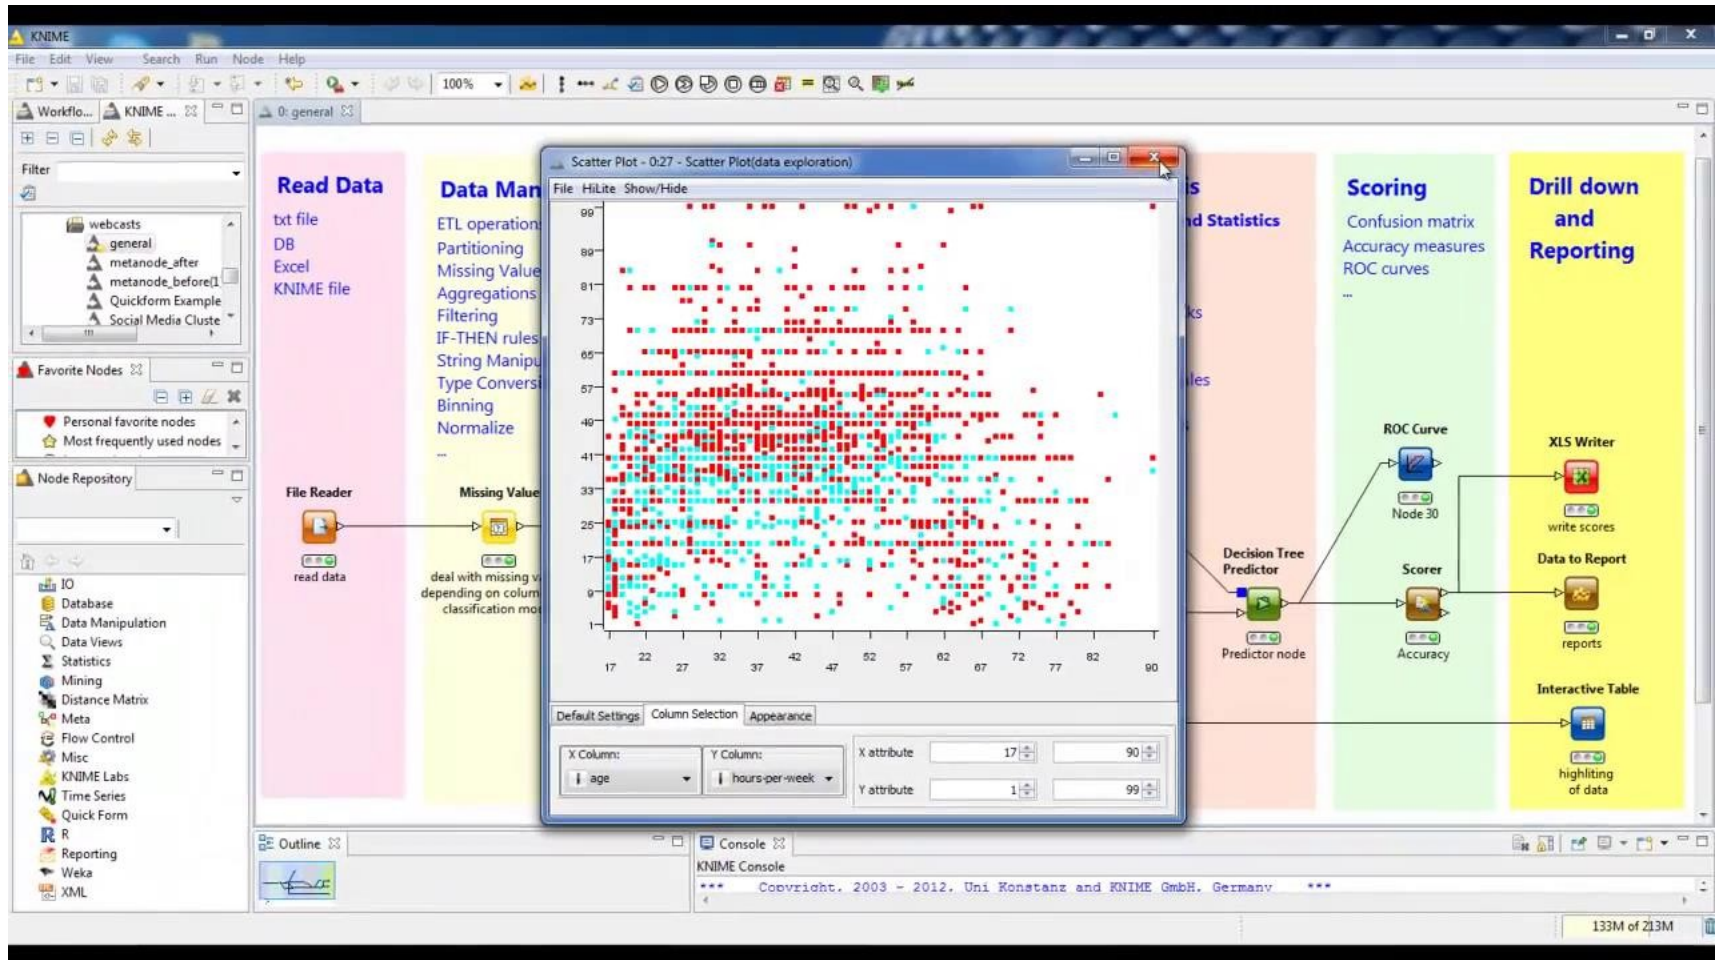 KNIME
File Edit View Search Run Node Help
100%
Workflo... KNIME ...
0: general
Filter
webcasts
general
metanode_after
metanode_before(1
Quickform Example
Social Media Cluste
Favorite Nodes
Personal favorite nodes
Most frequently used nodes
Node Repository
IO
Database
Data Manipulation
Data Views
Statistics
Mining
Distance Matrix
Meta
Flow Control
Misc
KNIME Labs
Time Series
Quick Form
R
Reporting
Weka
XML
Read Data
txt file
DB
Excel
KNIME file
File Reader
read data
Data Man
ETL operation
Partitioning
Missing Value
Aggregations
Filtering
IF-THEN rules
String Manipu
Type Conversi
Binning
Normalize
...
Missing Value
deal with missing v
depending on colum
classification mo
Scatter Plot - 0:27 - Scatter Plot(data exploration)
File HiLite Show/Hide
99
89
81
73
65
57
49
41
33
25
17
9
1
17 22 27 32 37 42 47 52 57 62 67 72 77 82 90
Default Settings Column Selection Appearance
X Column:
age
Y Column:
hours-per-week
X attribute 17 90
Y attribute 1 99
is
nd Statistics
ks
les
Decision Tree
Predictor
Predictor node
Scoring
Confusion matrix
Accuracy measures
ROC curves
...
ROC Curve
Node 30
Scorer
Accuracy
Drill down
and
Reporting
XLS Writer
write scores
Data to Report
reports
Interactive Table
highliting
of data
Outline
Console
KNIME Console
*** Copyright, 2003 - 2012, Uni Konstanz and KNIME GmbH, Germany ***
133M of 213M